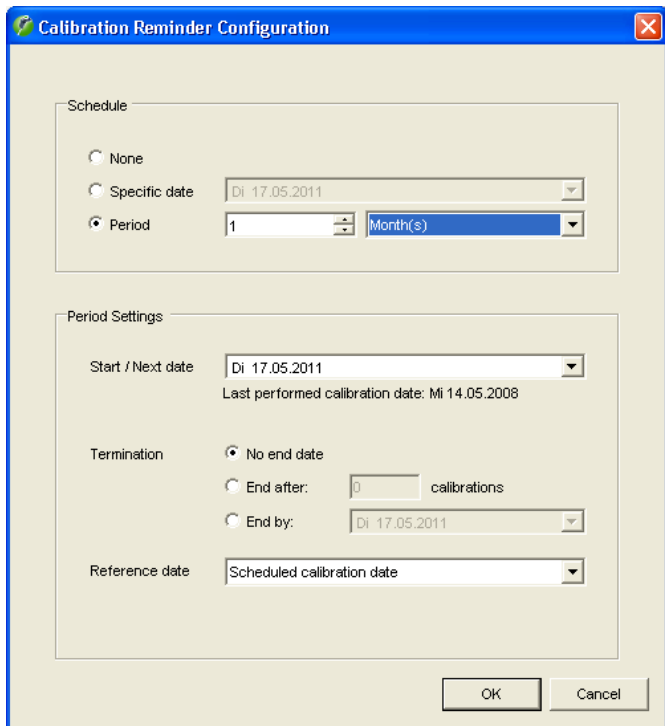 Calibration Reminder Configuration
Schedule
None
Specific date Di 17.05.2011
Period 1 Month(s)
Period Settings
Start / Next date Di 17.05.2011
Last performed calibration date: Mi 14.05.2008
Termination No end date
End after: 0 calibrations
End by: Di 17.05.2011
Reference date Scheduled calibration date
OK Cancel